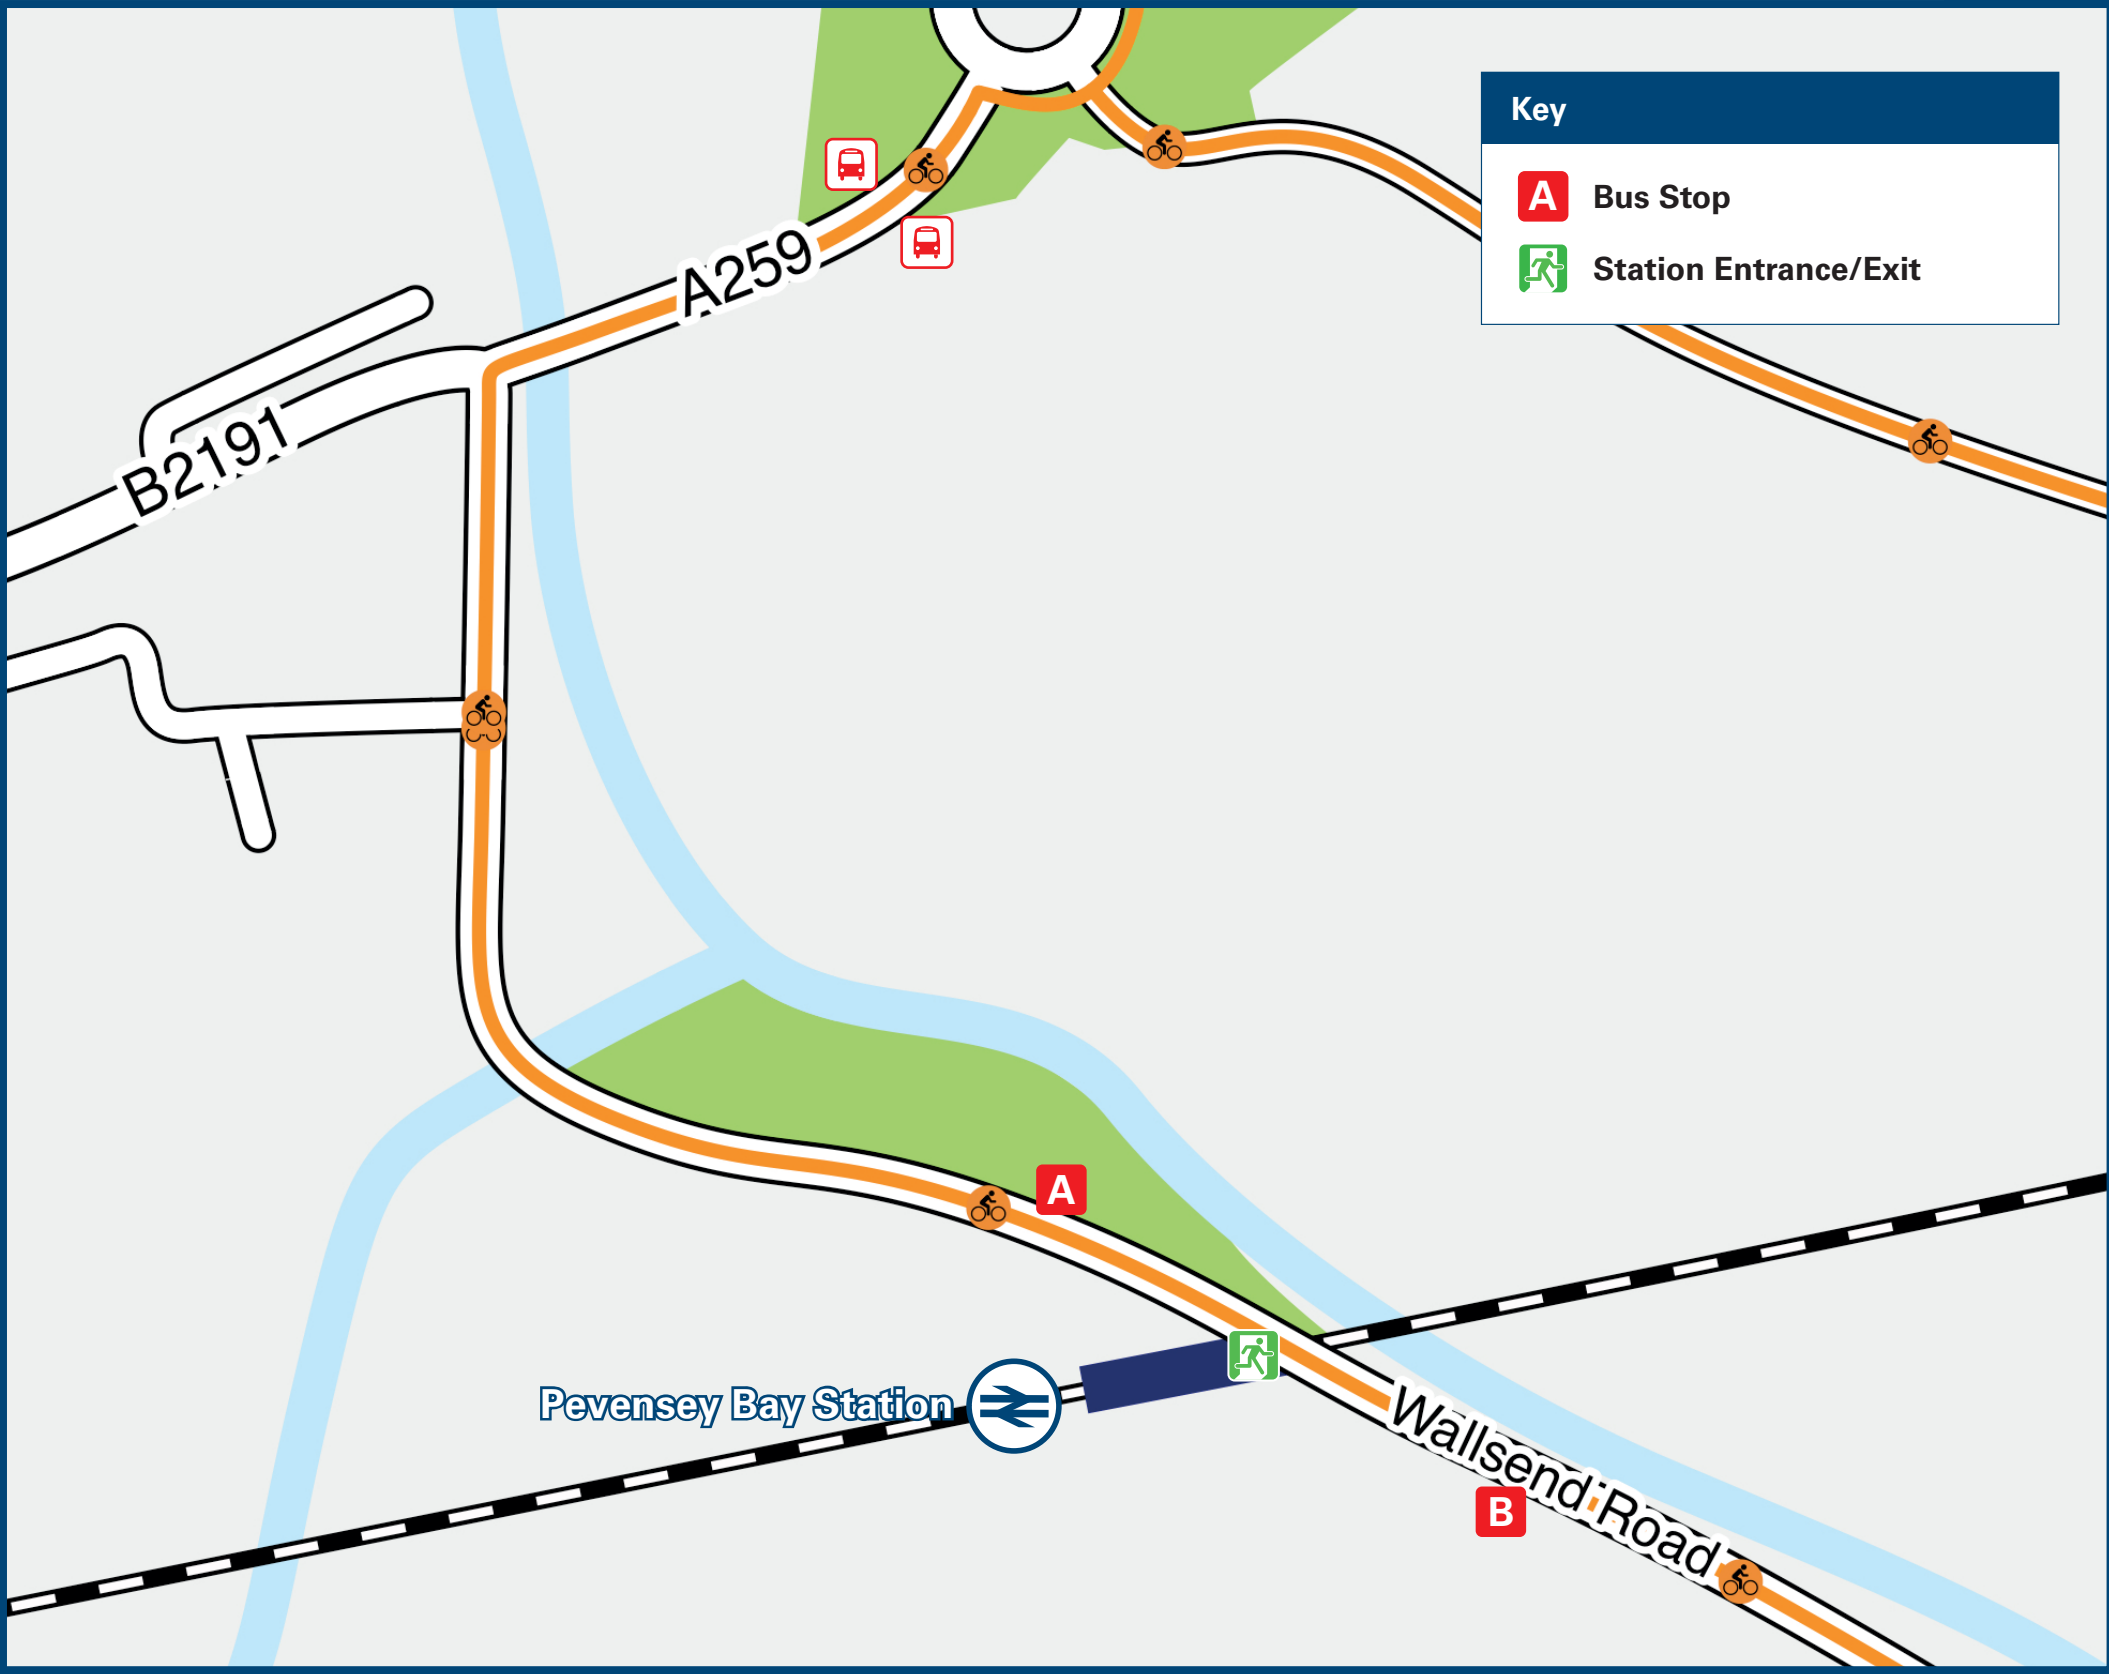 Key
A Bus Stop
Station Entrance/Exit
A259
B2191
A
Pevensey Bay Station
Wallsend Road
B